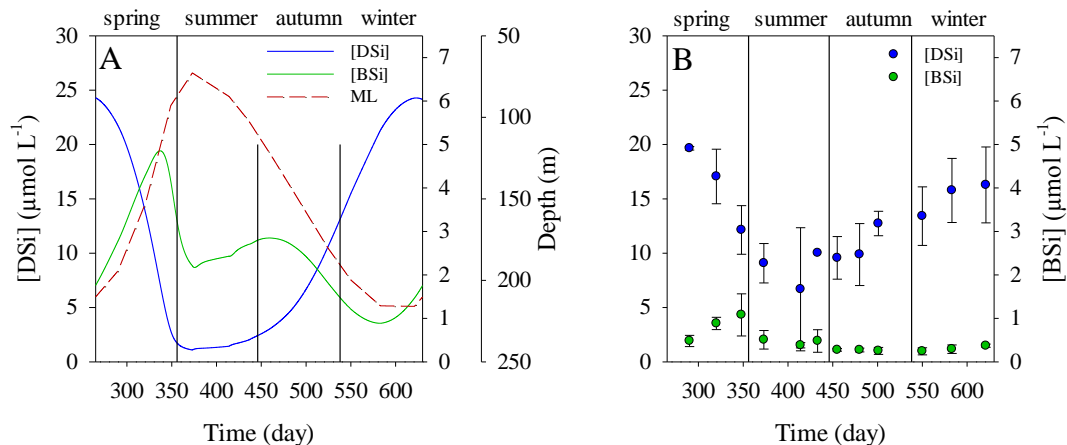 spring summer autumn winter
A
[DSi]
[BSi]
ML
30
25
20
15
10
5
0
[DSi] (µmol L⁻¹)
7
6
5
4
3
2
1
0
50
100
150
200
250
Depth (m)
300 350 400 450 500 550 600
Time (day)
spring summer autumn winter
B
[DSi]
[BSi]
30
25
20
15
10
5
0
7
6
5
4
3
2
1
0
[BSi] (µmol L⁻¹)
300 350 400 450 500 550 600
Time (day)